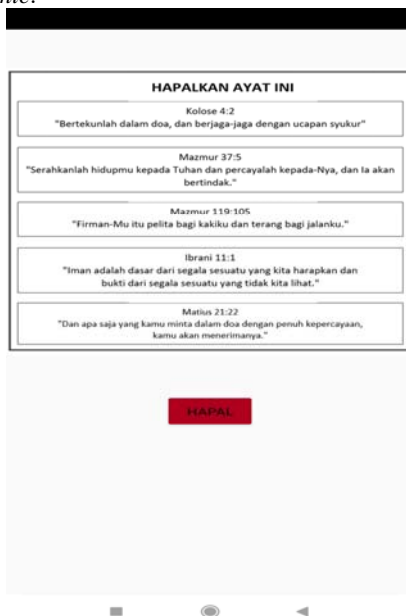 HAPALKAN AYAT INI
Kolose 4:2
"Bertekunlah dalam doa, dan berjaga-jaga dengan ucapan syukur"
Mazmur 37:5
"Serahkanlah hidupmu kepada Tuhan dan percayalah kepada-Nya, dan Ia akan
bertindak."
Mazmur 119:105
"Firman-Mu itu pelita bagi kakiku dan terang bagi jalanku."
Ibrani 11:1
"Iman adalah dasar dari segala sesuatu yang kita harapkan dan
bukti dari segala sesuatu yang tidak kita lihat."
Matius 21:22
"Dan apa saja yang kamu minta dalam doa dengan penuh kepercayaan,
kamu akan menerimanya."
HAPAL